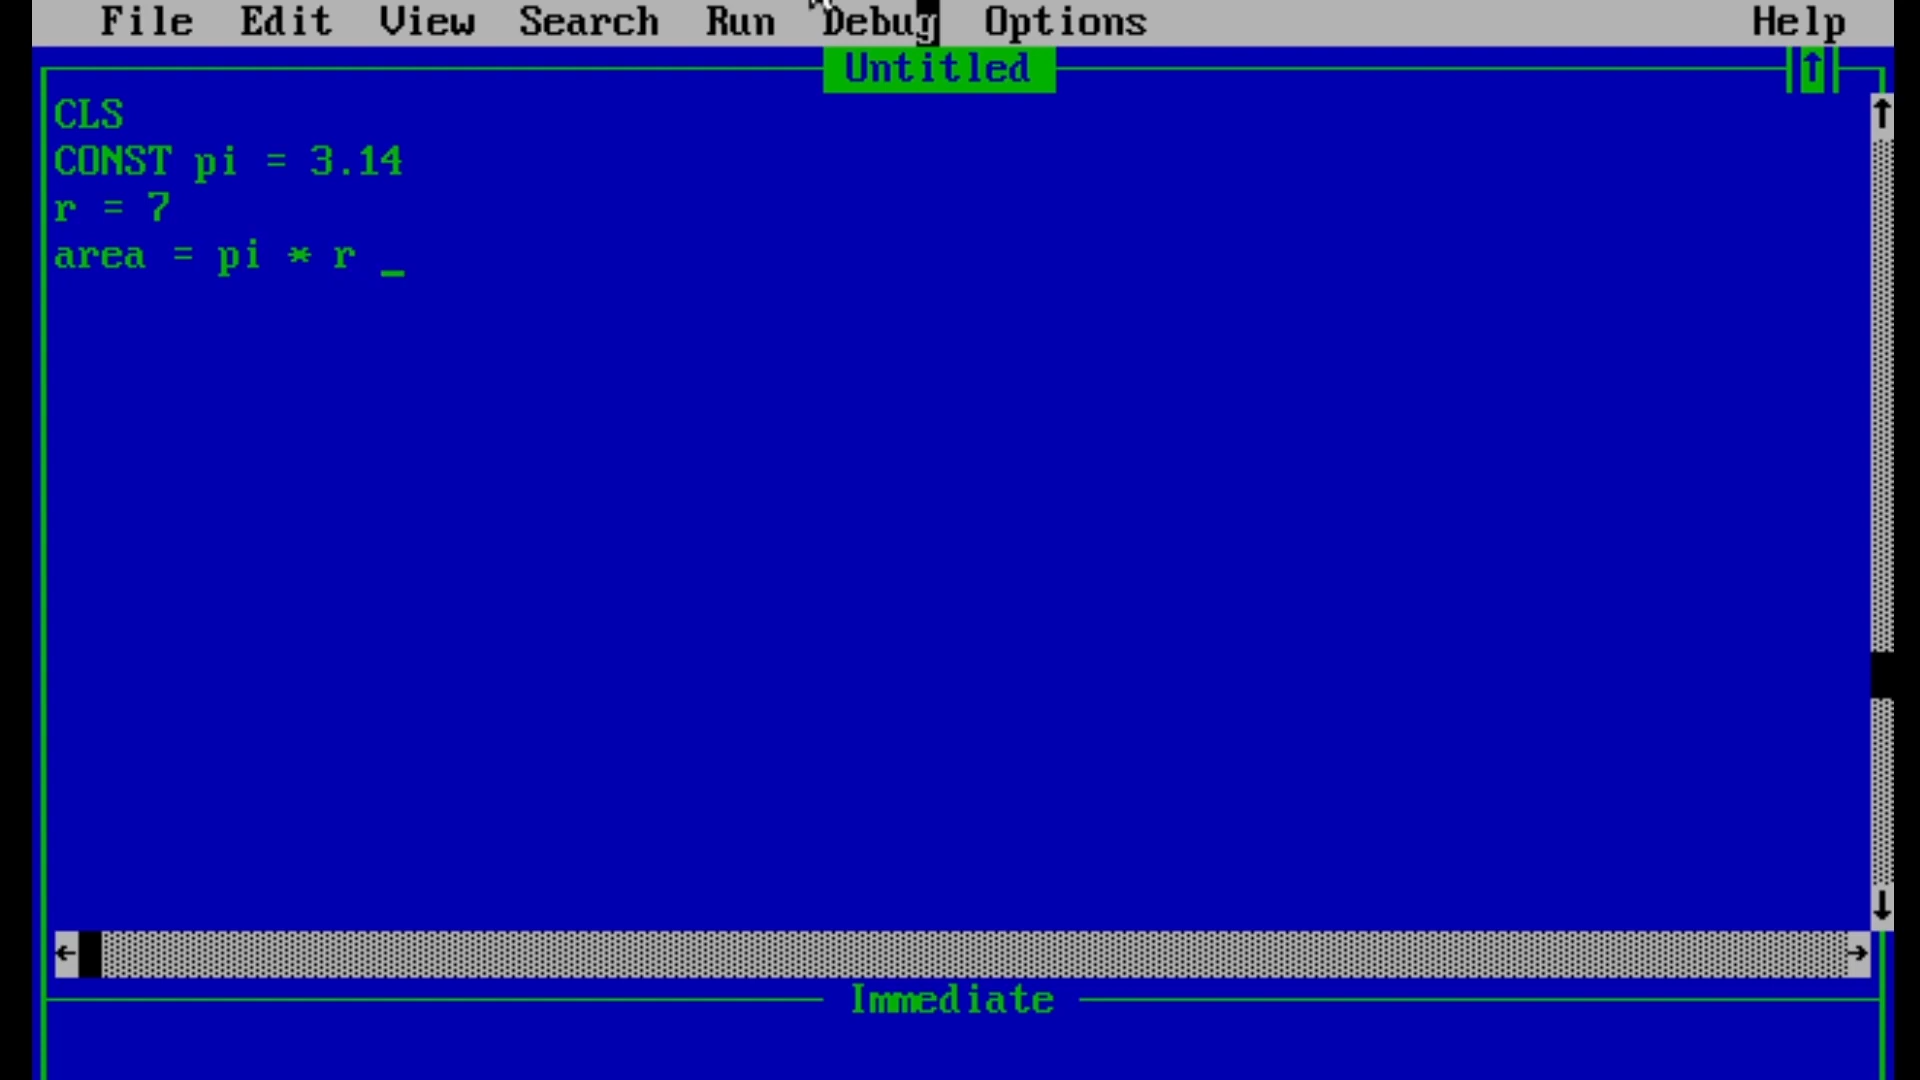 File Edit View Search Run Debug Options Help
Untitled
CLS
CONST pi = 3.14
r = 7
area = pi * r _
Immediate